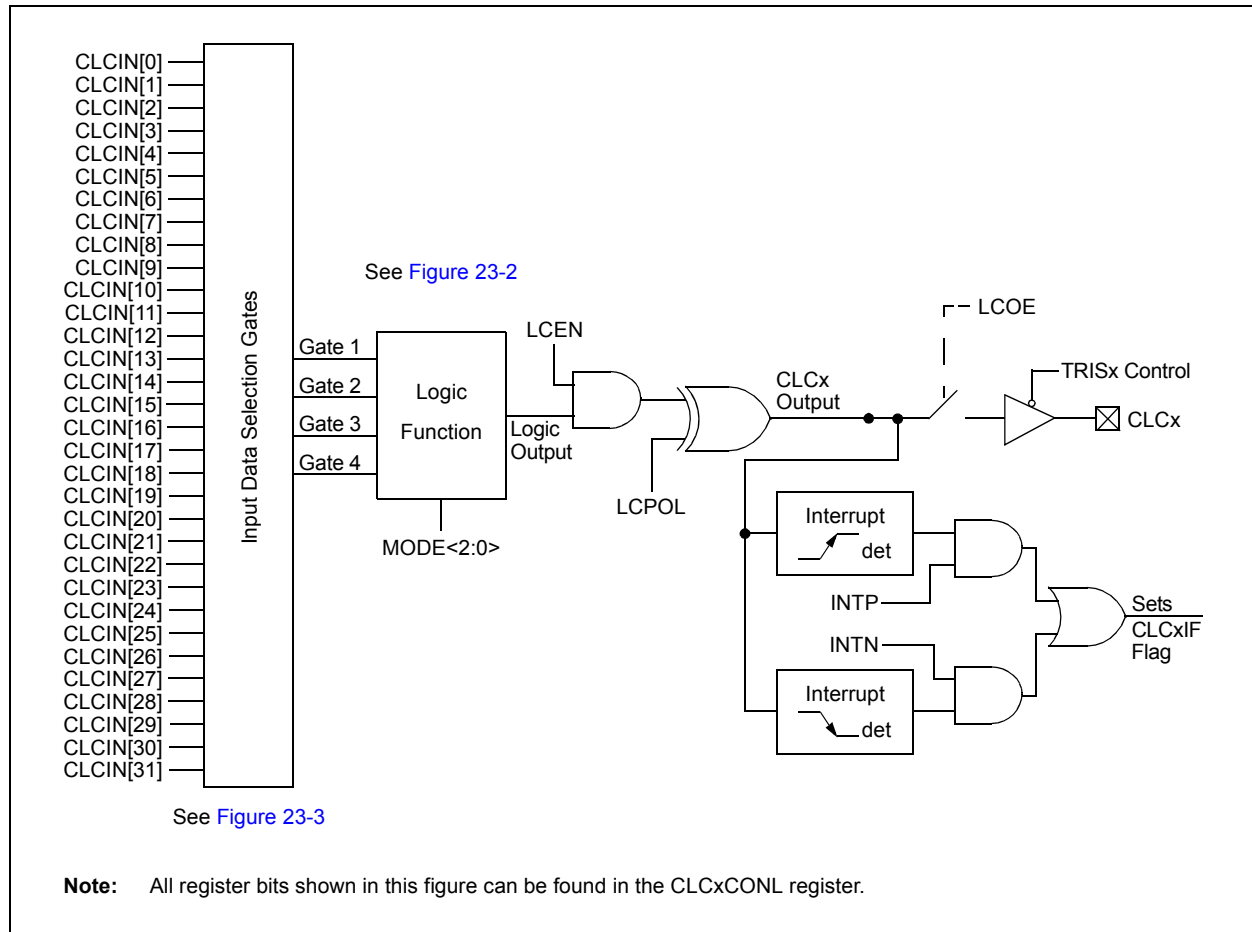 CLCIN[0]
CLCIN[1]
CLCIN[2]
CLCIN[3]
CLCIN[4]
CLCIN[5]
CLCIN[6]
CLCIN[7]
CLCIN[8]
CLCIN[9]
CLCIN[10]
CLCIN[11]
CLCIN[12]
CLCIN[13]
CLCIN[14]
CLCIN[15]
CLCIN[16]
CLCIN[17]
CLCIN[18]
CLCIN[19]
CLCIN[20]
CLCIN[21]
CLCIN[22]
CLCIN[23]
CLCIN[24]
CLCIN[25]
CLCIN[26]
CLCIN[27]
CLCIN[28]
CLCIN[29]
CLCIN[30]
CLCIN[31]
Input Data Selection Gates
See Figure 23-3
Gate 1
Gate 2
Gate 3
Gate 4
See Figure 23-2
Logic
Function
MODE<2:0>
Logic
Output
LCEN
LCPOL
CLCx
Output
LCOE
TRISx Control
CLCx
Interrupt
det
INTP
INTN
Interrupt
det
Sets
CLCxIF
Flag
Note: All register bits shown in this figure can be found in the CLCxCONL register.